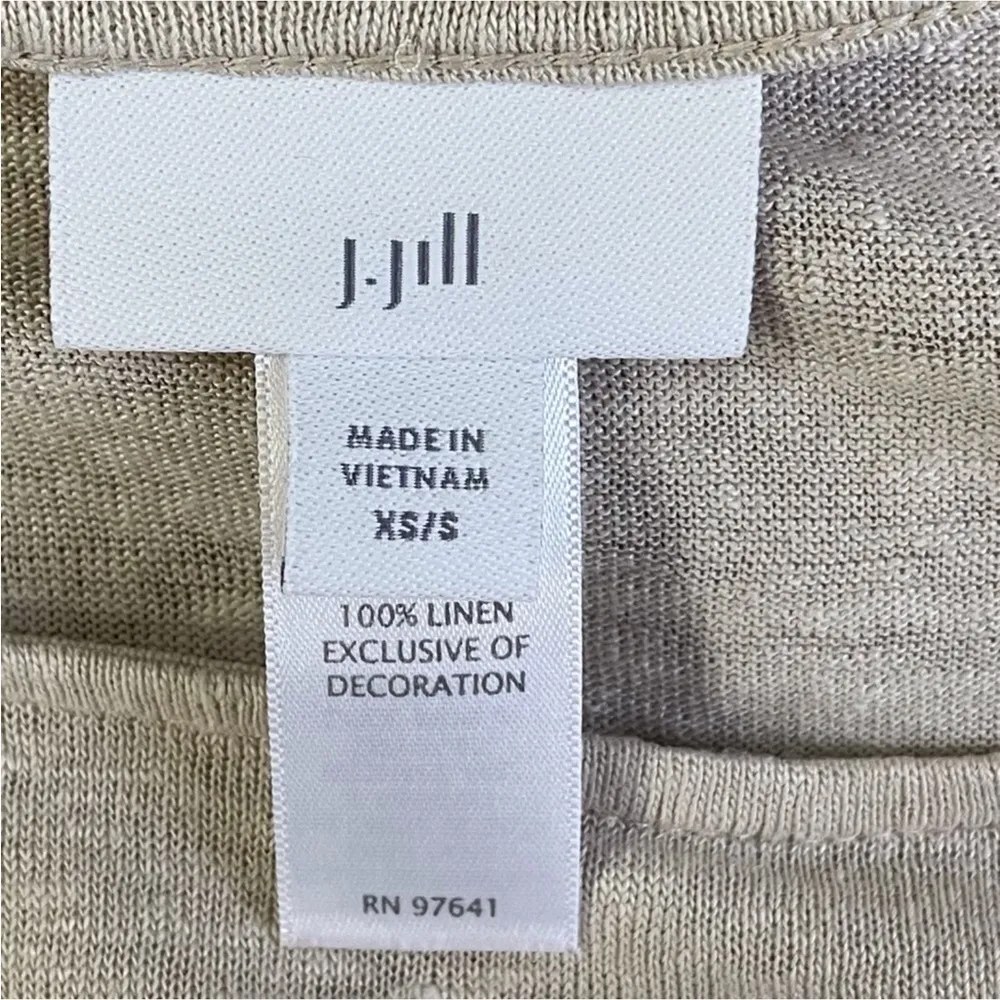 J.Jill
MADE IN
VIETNAM
XS/S
100% LINEN
EXCLUSIVE OF
DECORATION
RN 97641